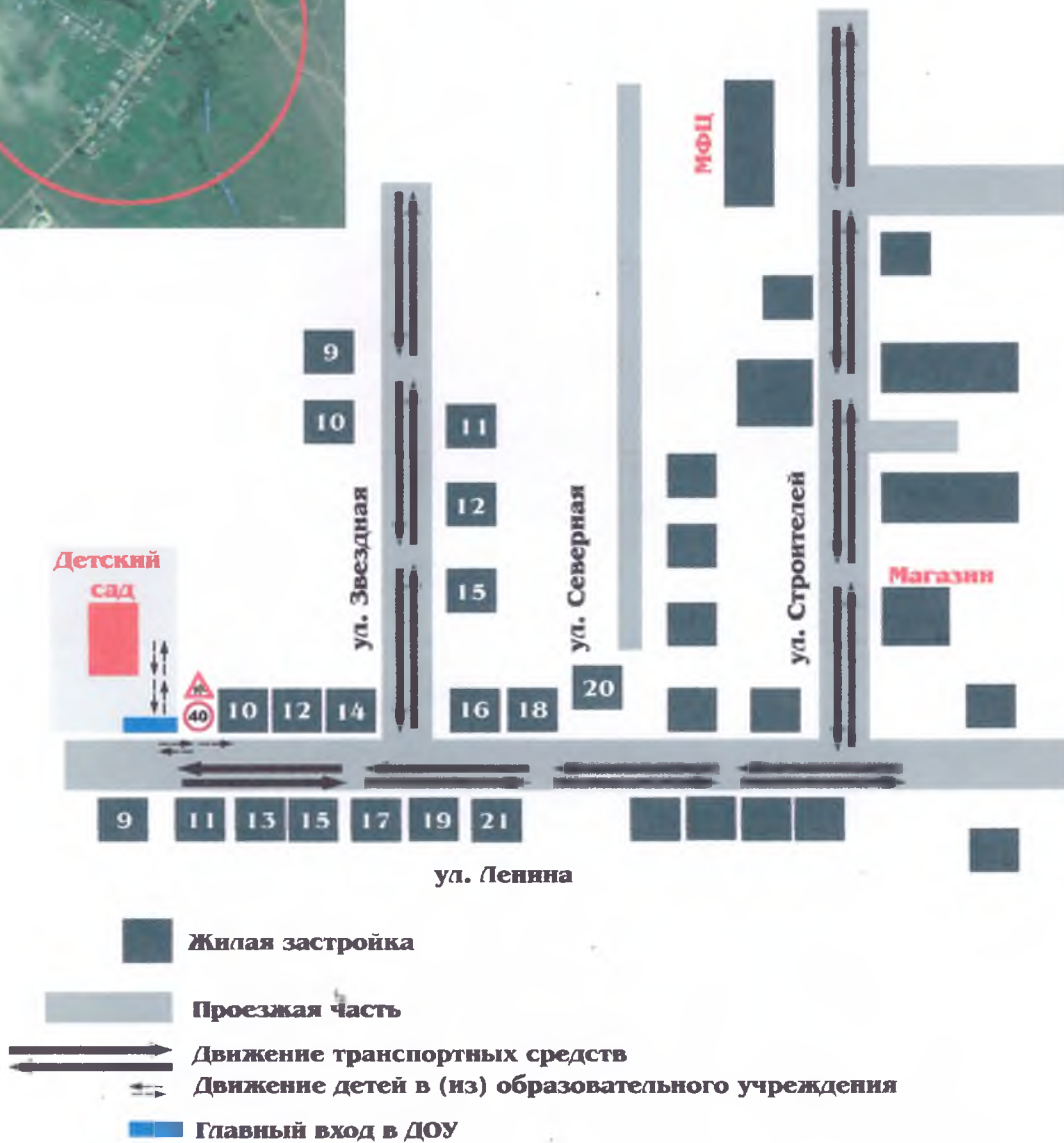 МФЦ
9
10
11
12
15
ул. Звездная
ул. Северная
ул. Строителей
Детский
сад
Магазин
40
10
12
14
16
18
20
9
11
13
15
17
19
21
ул. Ленина
Жилая застройка
Проезжая часть
Движение транспортных средств
Движение детей в (из) образовательного учреждения
Главный вход в ДОУ